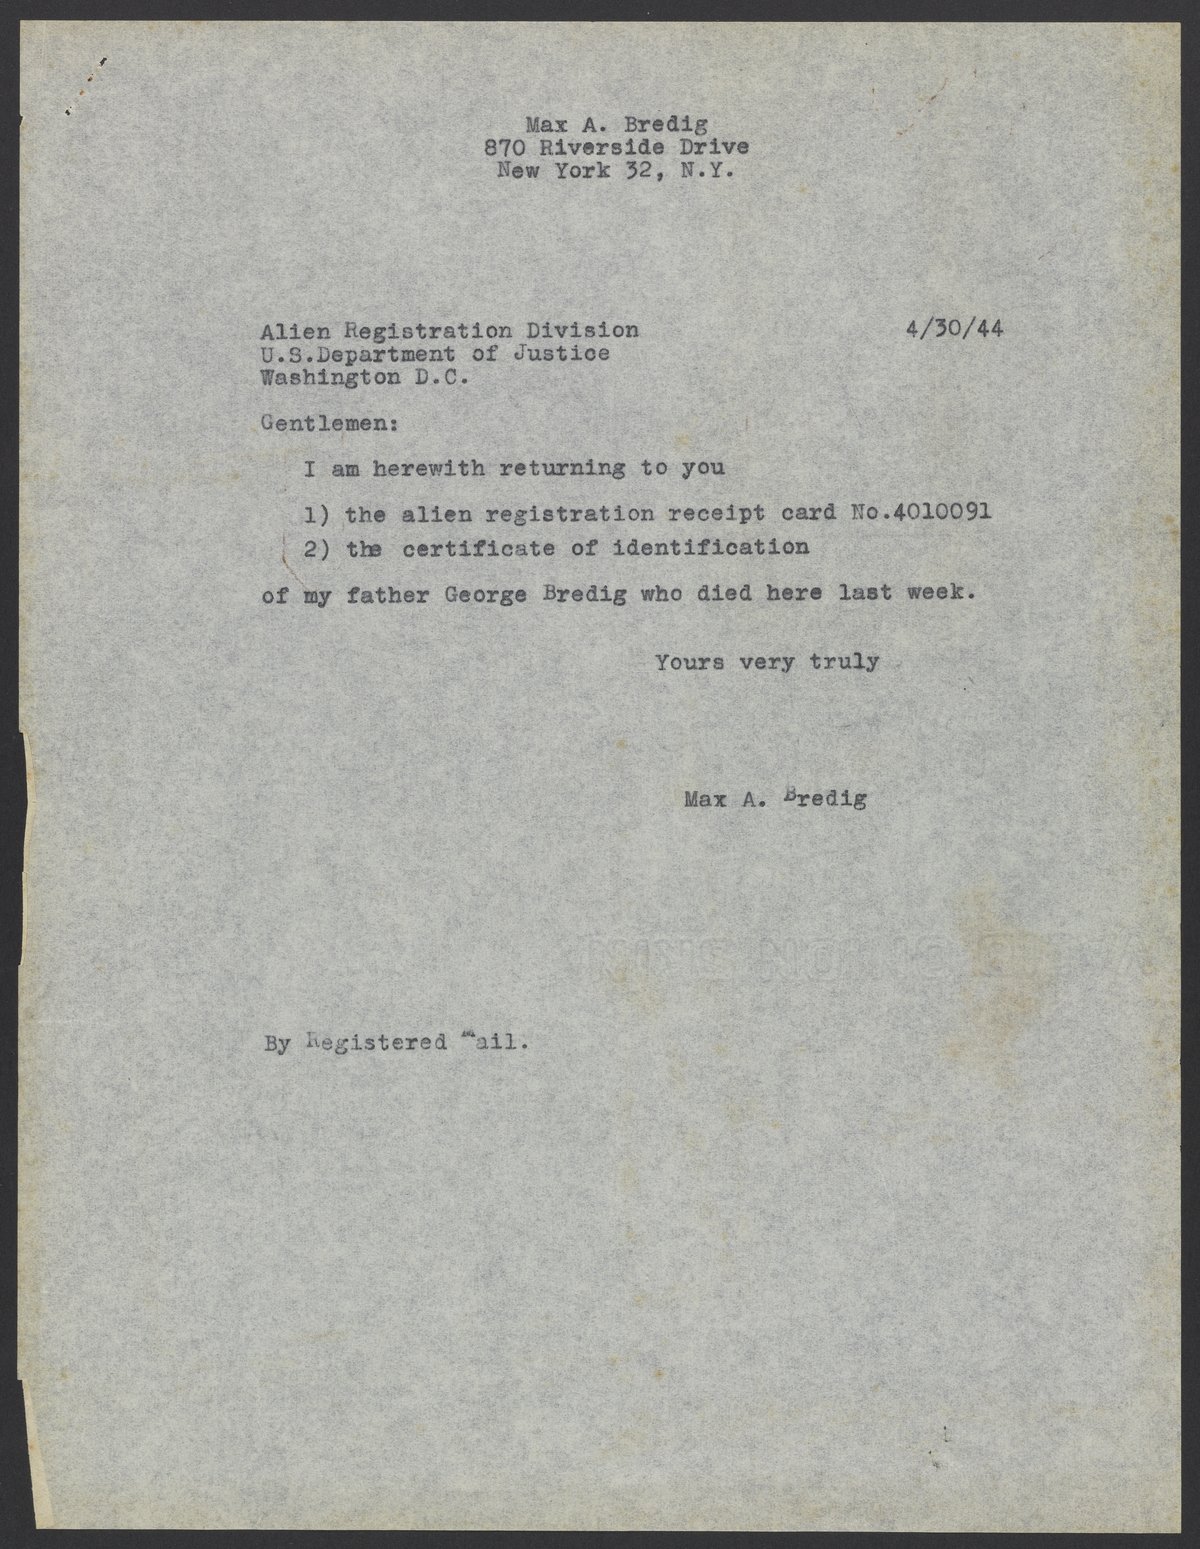 Max A. Bredig
870 Riverside Drive
New York 32, N.Y.
Alien Registration Division 4/30/44
U.S.Department of Justice
Washington D.C.
Gentlemen:
I am herewith returning to you
1) the alien registration receipt card No.4010091
2) the certificate of identification
of my father George Bredig who died here last week.
Yours very truly
Max A. Bredig
By Registered Mail.